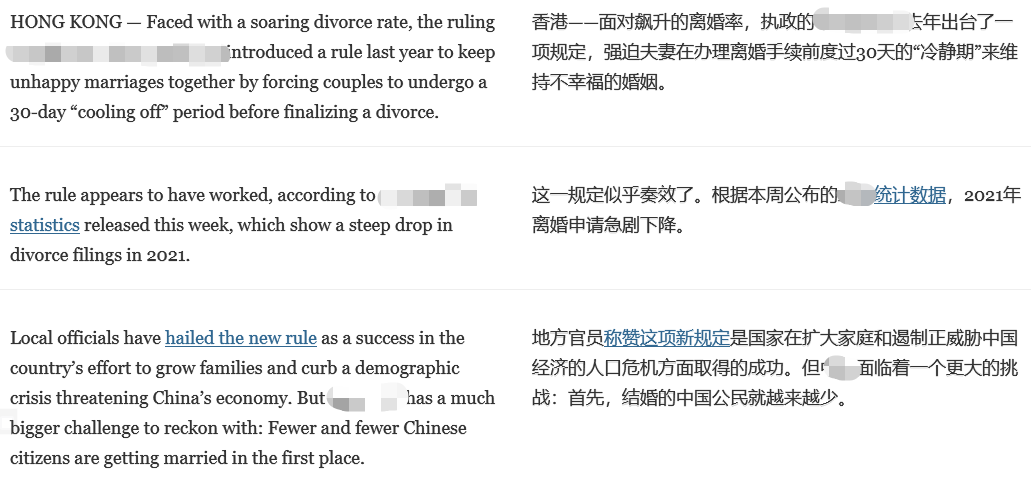 HONG KONG — Faced with a soaring divorce rate, the ruling
introduced a rule last year to keep
unhappy marriages together by forcing couples to undergo a
30-day “cooling off” period before finalizing a divorce.
香港——面对飙升的离婚率，执政的去年出台了一
项规定，强迫夫妻在办理离婚手续前度过30天的“冷静期”来维
持不幸福的婚姻。
The rule appears to have worked, according to
statistics released this week, which show a steep drop in
divorce filings in 2021.
这一规定似乎奏效了。根据本周公布的统计数据，2021年
离婚申请急剧下降。
Local officials have hailed the new rule as a success in the
country’s effort to grow families and curb a demographic
crisis threatening China’s economy. But has a much
bigger challenge to reckon with: Fewer and fewer Chinese
citizens are getting married in the first place.
地方官员称赞这项新规定是国家在扩大家庭和遏制正威胁中国
经济的人口危机方面取得的成功。但面临着一个更大的挑
战：首先，结婚的中国公民就越来越少。